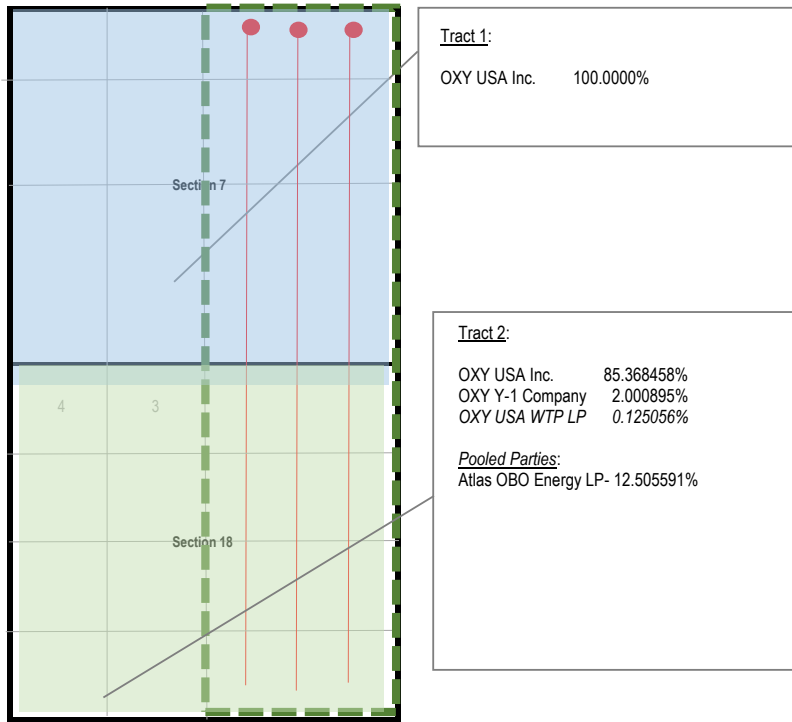 Section 7
4 3
Section 18
Tract 1:
OXY USA Inc. 100.0000%
Tract 2:
OXY USA Inc. 85.368458%
OXY Y-1 Company 2.000895%
OXY USA WTP LP 0.125056%
Pooled Parties:
Atlas OBO Energy LP- 12.505591%